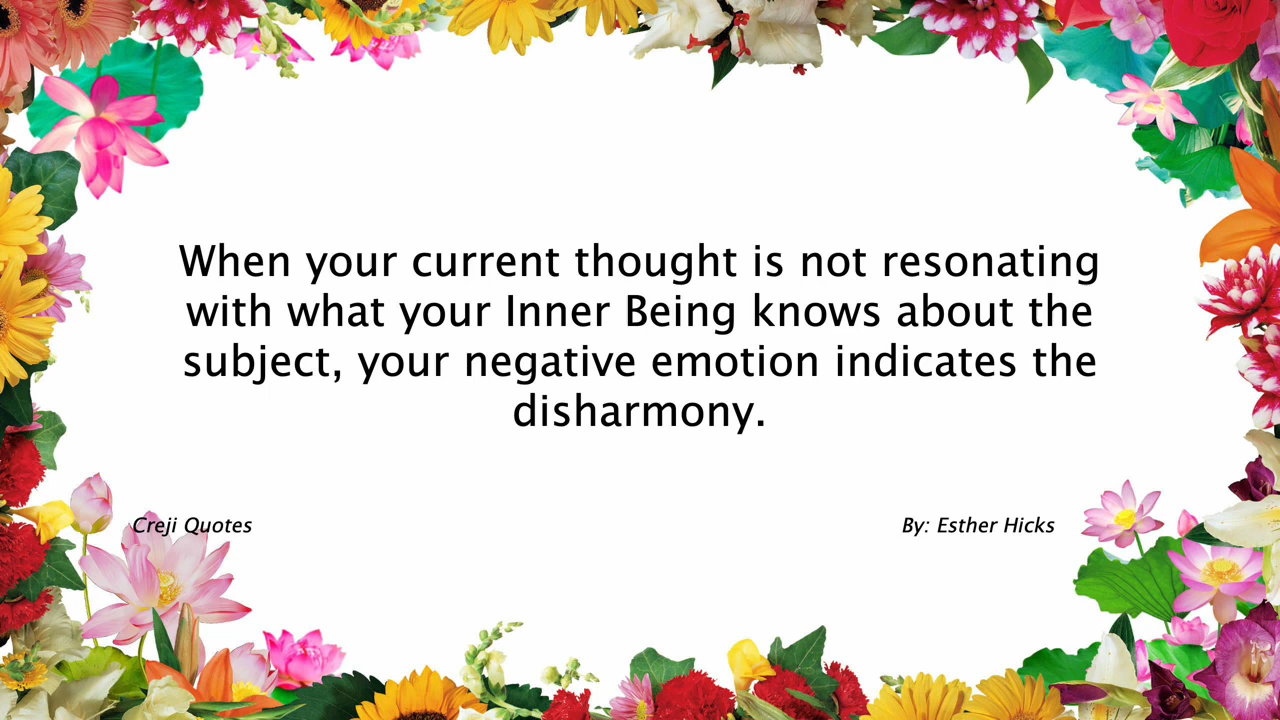 When your current thought is not resonating
with what your Inner Being knows about the
subject, your negative emotion indicates the
disharmony.
Creji Quotes
By: Esther Hicks